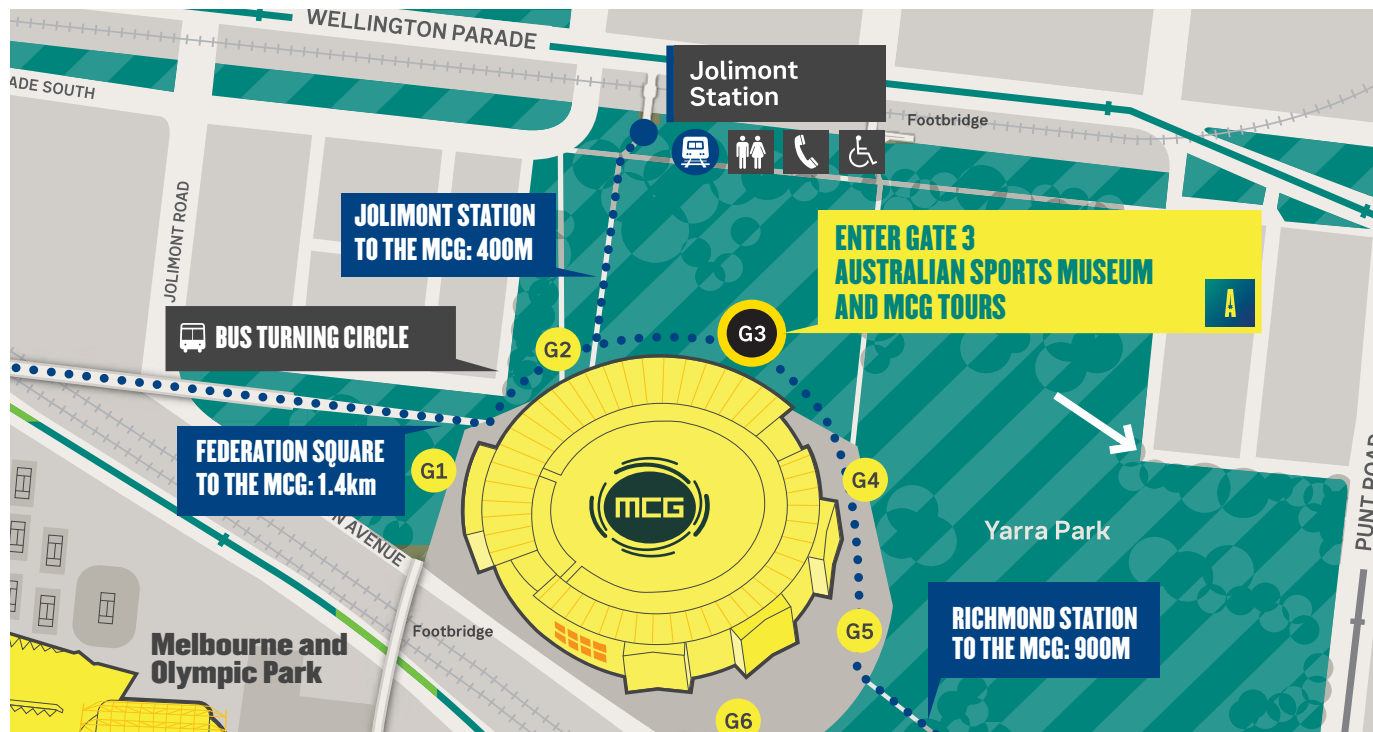 WELLINGTON PARADE
ADE SOUTH
Jolimont
Station
Footbridge
JOLIMONT ROAD
JOLIMONT STATION
TO THE MCG: 400M
ENTER GATE 3
AUSTRALIAN SPORTS MUSEUM
AND MCG TOURS
A
BUS TURNING CIRCLE
G2
G3
FEDERATION SQUARE
TO THE MCG: 1.4km
G1
MCG
G4
Yarra Park
PUNT ROAD
N AVENUE
Footbridge
G5
RICHMOND STATION
TO THE MCG: 900M
Melbourne and
Olympic Park
G6